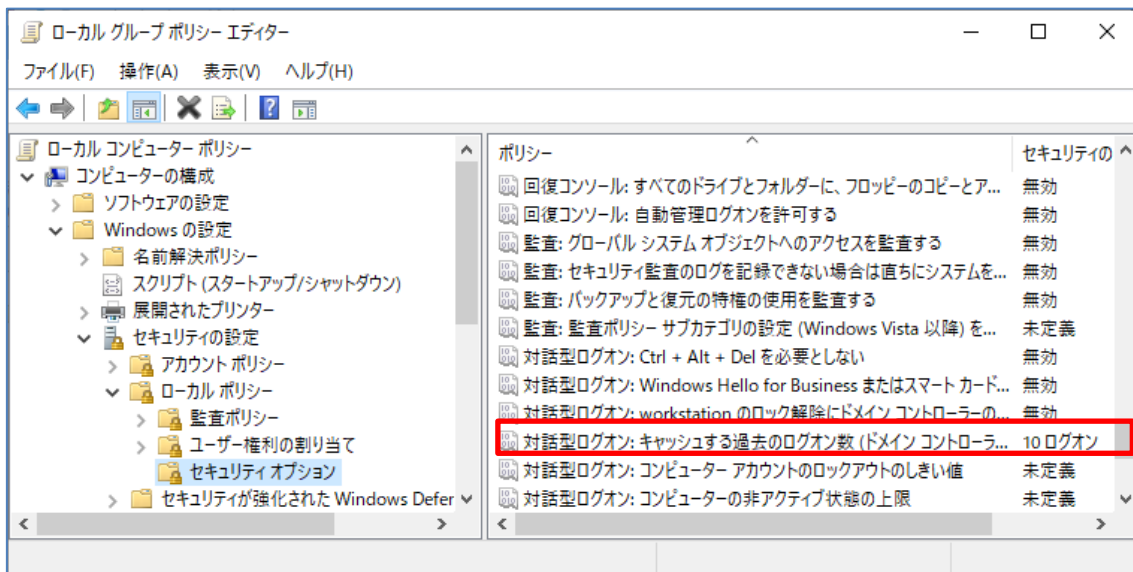 ローカル グループ ポリシー エディター
ファイル(F) 操作(A) 表示(V) ヘルプ(H)
ローカル コンピューター ポリシー
コンピューターの構成
ソフトウェアの設定
Windows の設定
名前解決ポリシー
スクリプト (スタートアップ/シャットダウン)
展開されたプリンター
セキュリティの設定
アカウント ポリシー
ローカル ポリシー
監査ポリシー
ユーザー権利の割り当て
セキュリティ オプション
セキュリティが強化された Windows Defer
ポリシー セキュリティの
回復コンソール: すべてのドライブとフォルダーに、フロッピーのコピーとア... 無効
回復コンソール: 自動管理ログオンを許可する 無効
監査: グローバル システム オブジェクトへのアクセスを監査する 無効
監査: セキュリティ監査のログを記録できない場合は直ちにシステムを... 無効
監査: バックアップと復元の特権の使用を監査する 無効
監査: 監査ポリシー サブカテゴリの設定 (Windows Vista 以降) を... 未定義
対話型ログオン: Ctrl + Alt + Del を必要としない 無効
対話型ログオン: Windows Hello for Business またはスマート カード... 無効
対話型ログオン: workstation のロック解除にドメイン コントローラーの... 無効
対話型ログオン: キャッシュする過去のログオン数 (ドメイン コントローラ... 10 ログオン
対話型ログオン: コンピューター アカウントのロックアウトのしきい値 未定義
対話型ログオン: コンピューターの非アクティブ状態の上限 未定義